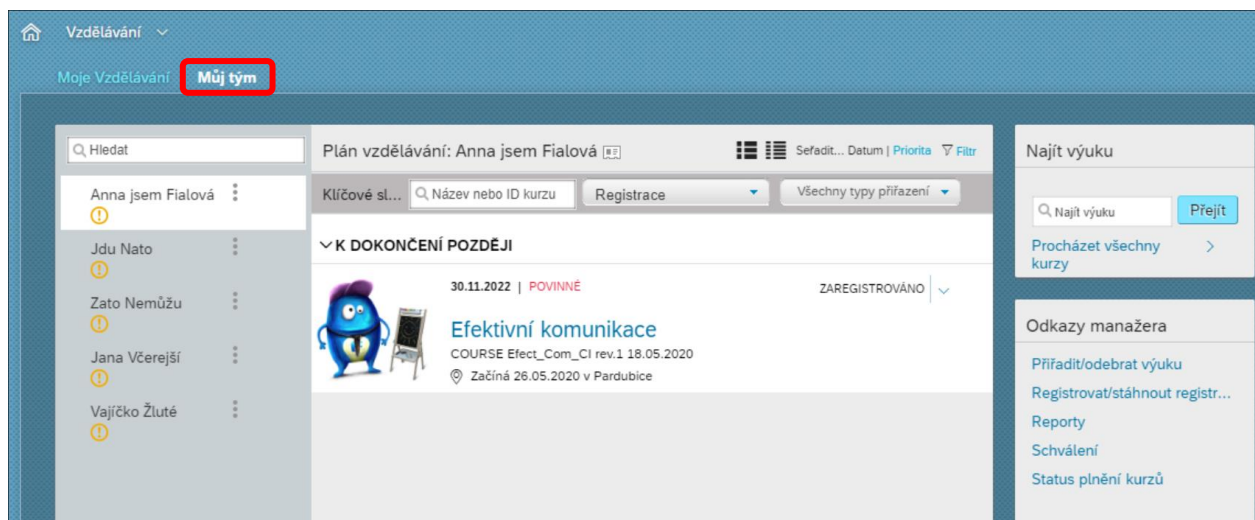 Vzdělávání
Moje Vzdělávání Můj tým
Hledat
Anna jsem Fialová
Jdu Nato
Zato Nemůžu
Jana Včerejší
Vajíčko Žluté
Plán vzdělávání: Anna jsem Fialová
Seřadit... Datum | Priorita Filtr
Klíčové sl... Název nebo ID kurzu Registrace Všechny typy přiřazení
K DOKONČENÍ POZDĚJI
30.11.2022 | POVINNÉ ZAREGISTROVÁNO
Efektivní komunikace
COURSE Efect_Com_CI rev.1 18.05.2020
Začíná 26.05.2020 v Pardubice
Najít výuku
Najít výuku Přejít
Procházet všechny
kurzy
Odkazy manažera
Přiřadit/odebrat výuku
Registrovat/stáhnout registr...
Reporty
Schválení
Status plnění kurzů